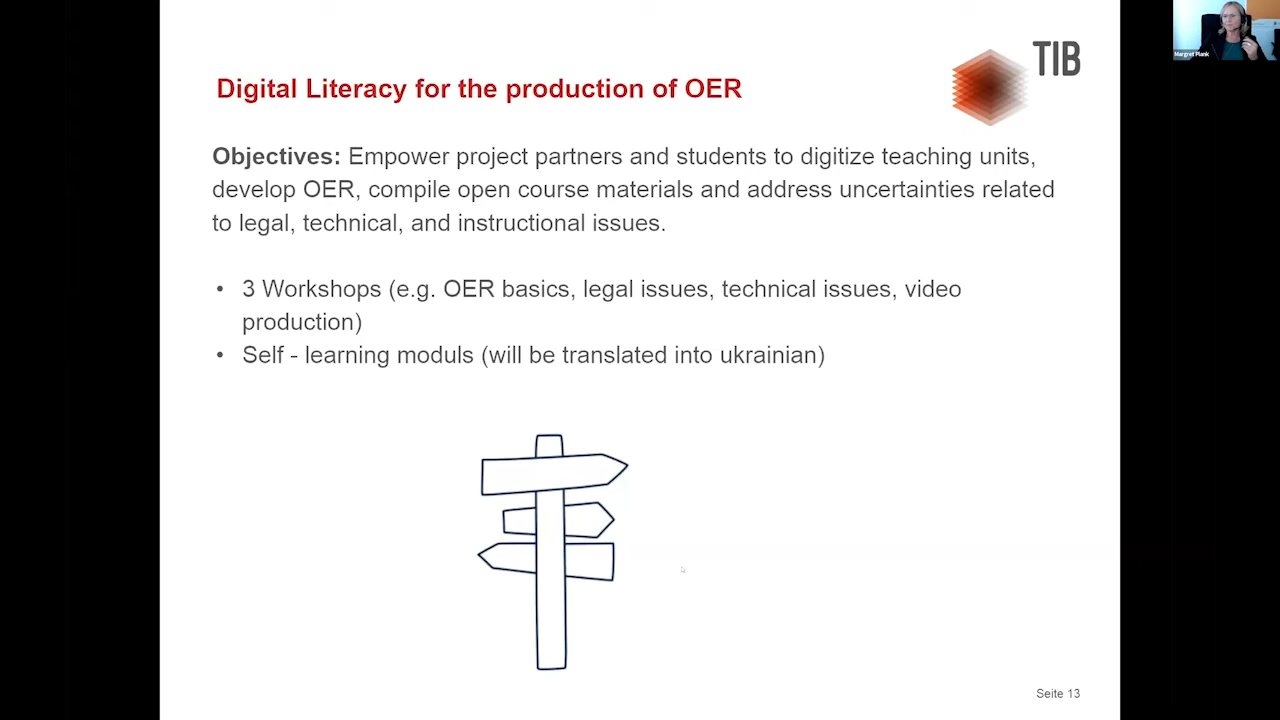 Digital Literacy for the production of OER
TIB
Margret Plank
Objectives: Empower project partners and students to digitize teaching units,
develop OER, compile open course materials and address uncertainties related
to legal, technical, and instructional issues.
• 3 Workshops (e.g. OER basics, legal issues, technical issues, video
production)
• Self - learning moduls (will be translated into ukrainian)
Seite 13